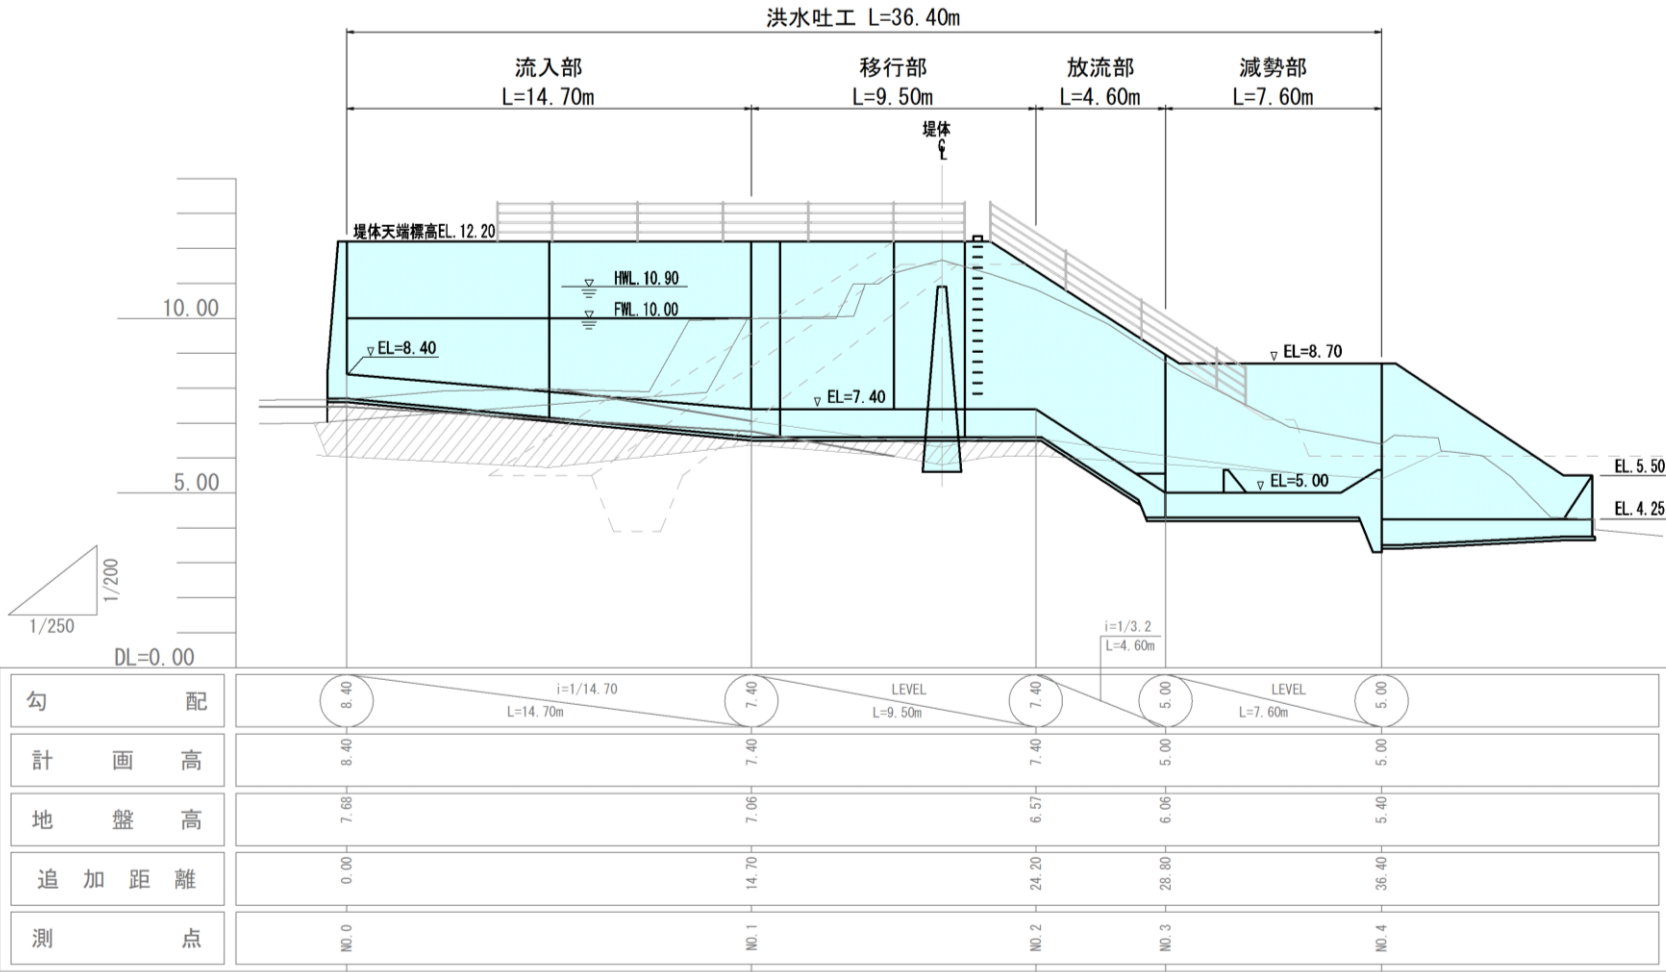 洪水吐工 L=36.40m
流入部
L=14.70m
移行部
L=9.50m
放流部
L=4.60m
減勢部
L=7.60m
堤体
℄
堤体天端標高EL.12.20
HWL.10.90
FWL.10.00
10.00
EL=8.40
EL=8.70
EL=7.40
5.00
EL=5.00
EL.5.50
EL.4.25
1/200
1/250
DL=0.00
i=1/3.2
L=4.60m
勾配
8.40
i=1/14.70
L=14.70m
7.40
LEVEL
L=9.50m
7.40
5.00
LEVEL
L=7.60m
5.00
計画高
8.40
7.40
7.40
5.00
5.00
地盤高
7.68
7.06
6.57
6.06
5.40
追加距離
0.00
14.70
24.20
28.80
36.40
測点
NO.0
NO.1
NO.2
NO.3
NO.4